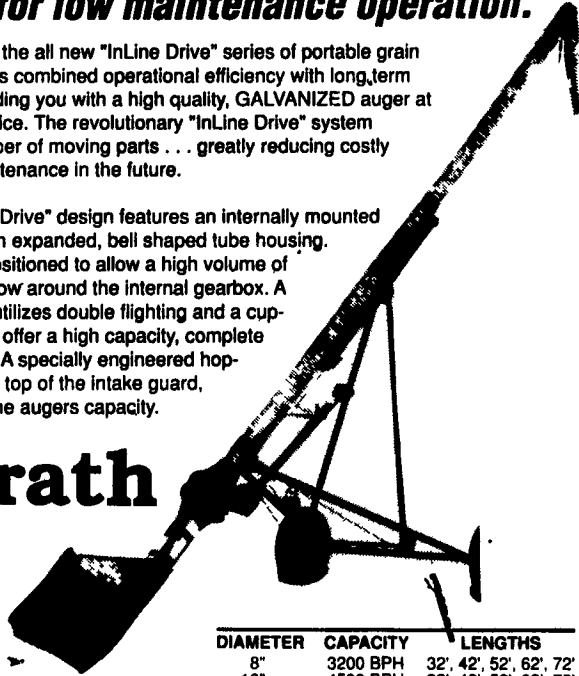 for low maintenance operation.
the all new "InLine Drive" series of portable grain
s combined operational efficiency with long term
ding you with a high quality, GALVANIZED auger at
ice. The revolutionary "InLine Drive" system
ber of moving parts . . . greatly reducing costly
tenance in the future.
Drive" design features an internally mounted
n expanded, bell shaped tube housing.
ositioned to allow a high volume of
ow around the internal gearbox. A
utilizes double flighting and a cup-
offer a high capacity, complete
A specially engineered hop-
top of the intake guard,
ne augers capacity.
rath
DIAMETER CAPACITY LENGTHS
8" 3200 BPH 32', 42', 52', 62', 72'